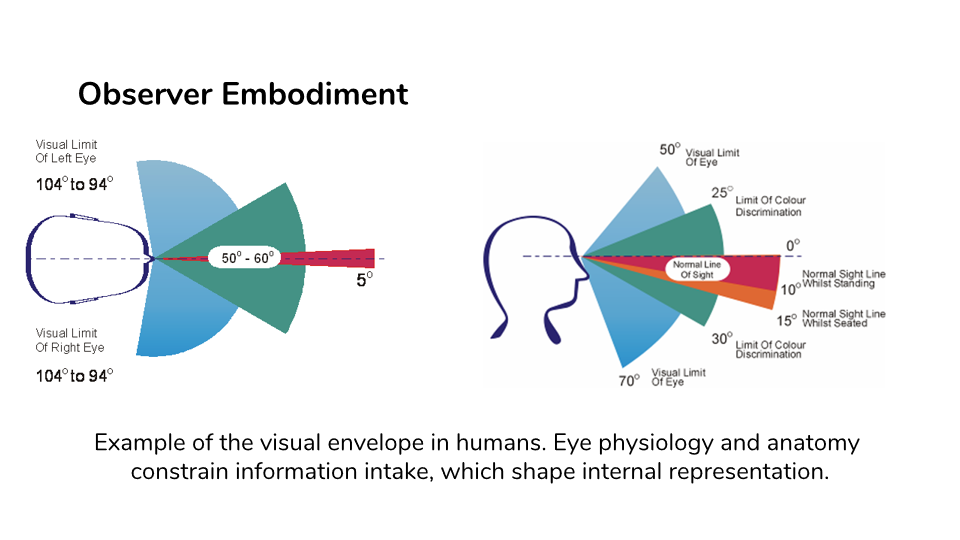 Observer Embodiment
Visual Limit
Of Left Eye
104° to 94°
50° - 60°
5°
Visual Limit
Of Right Eye
104° to 94°
50° Visual Limit
Of Eye
25° Limit Of Colour
Discrimination
0°
Normal Line
Of Sight
10° Normal Sight Line
Whilst Standing
15° Normal Sight Line
Whilst Seated
30° Limit Of Colour
Discrimination
70° Visual Limit
Of Eye
Example of the visual envelope in humans. Eye physiology and anatomy
constrain information intake, which shape internal representation.